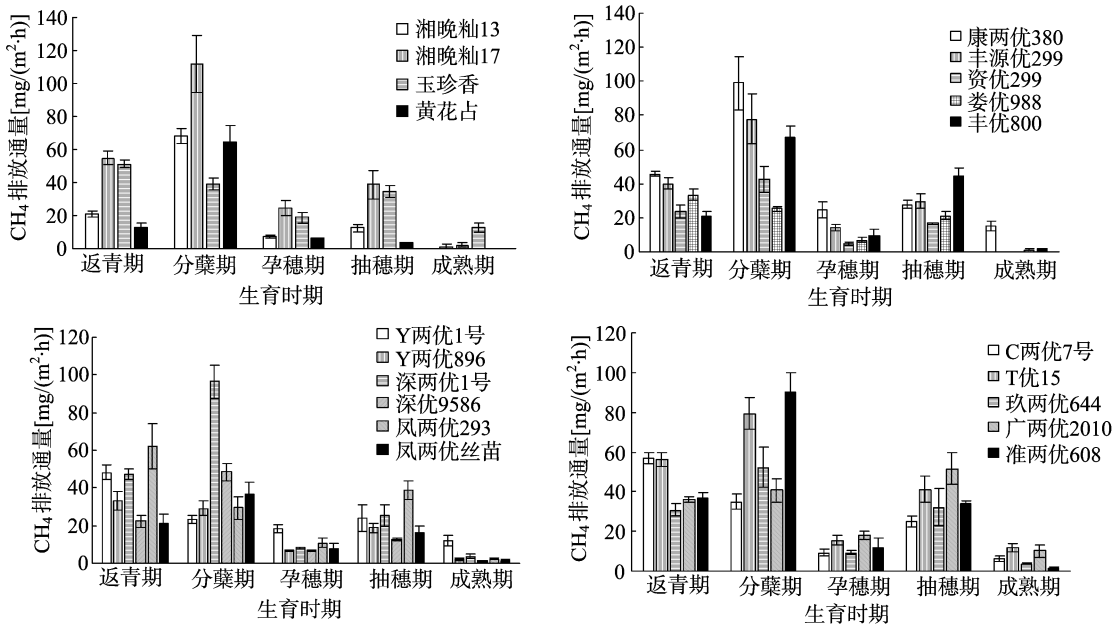 CH₄排放通量[mg/(m²·h)]
140
120
100
80
60
40
20
0
湘晚籼13
湘晚籼17
玉珍香
黄花占
返青期 分蘖期 孕穗期 抽穗期 成熟期
生育时期
CH₄排放通量[mg/(m²·h)]
140
120
100
80
60
40
20
0
康两优380
丰源优299
资优299
娄优988
丰优800
返青期 分蘖期 孕穗期 抽穗期 成熟期
生育时期
CH₄排放通量[mg/(m²·h)]
120
100
80
60
40
20
0
Y两优1号
Y两优896
深两优1号
深优9586
凤两优293
凤两优丝苗
返青期 分蘖期 孕穗期 抽穗期 成熟期
生育时期
CH₄排放通量[mg/(m²·h)]
120
100
80
60
40
20
0
C两优7号
T优15
玖两优644
广两优2010
准两优608
返青期 分蘖期 孕穗期 抽穗期 成熟期
生育时期